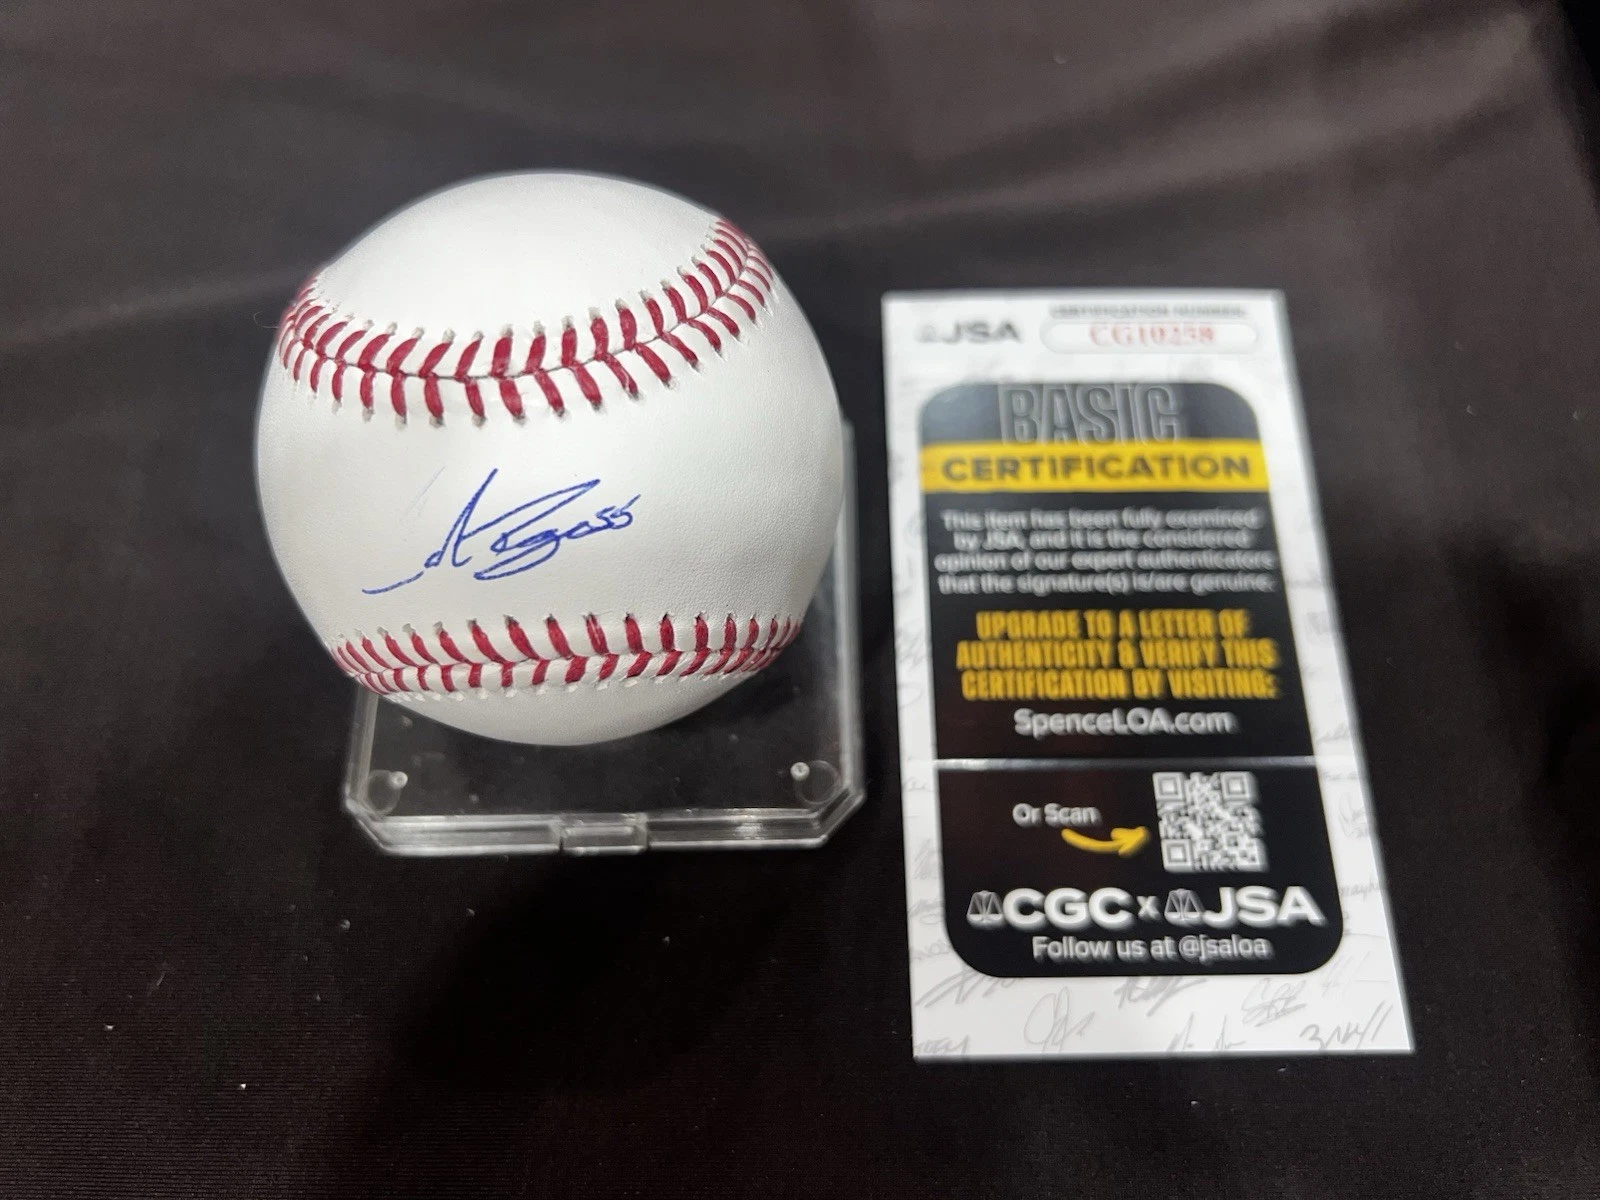 JSA
CERTIFICATION NUMBER
CG10258
BASIC
CERTIFICATION
This item has been fully examined
by JSA, and it is the considered
opinion of our expert authenticators
that the signature(s) is/are genuine.
UPGRADE TO A LETTER OF
AUTHENTICITY & VERIFY THIS
CERTIFICATION BY VISITING:
SpenceLOA.com
Or Scan
CGC x JSA
Follow us at @jsaloa